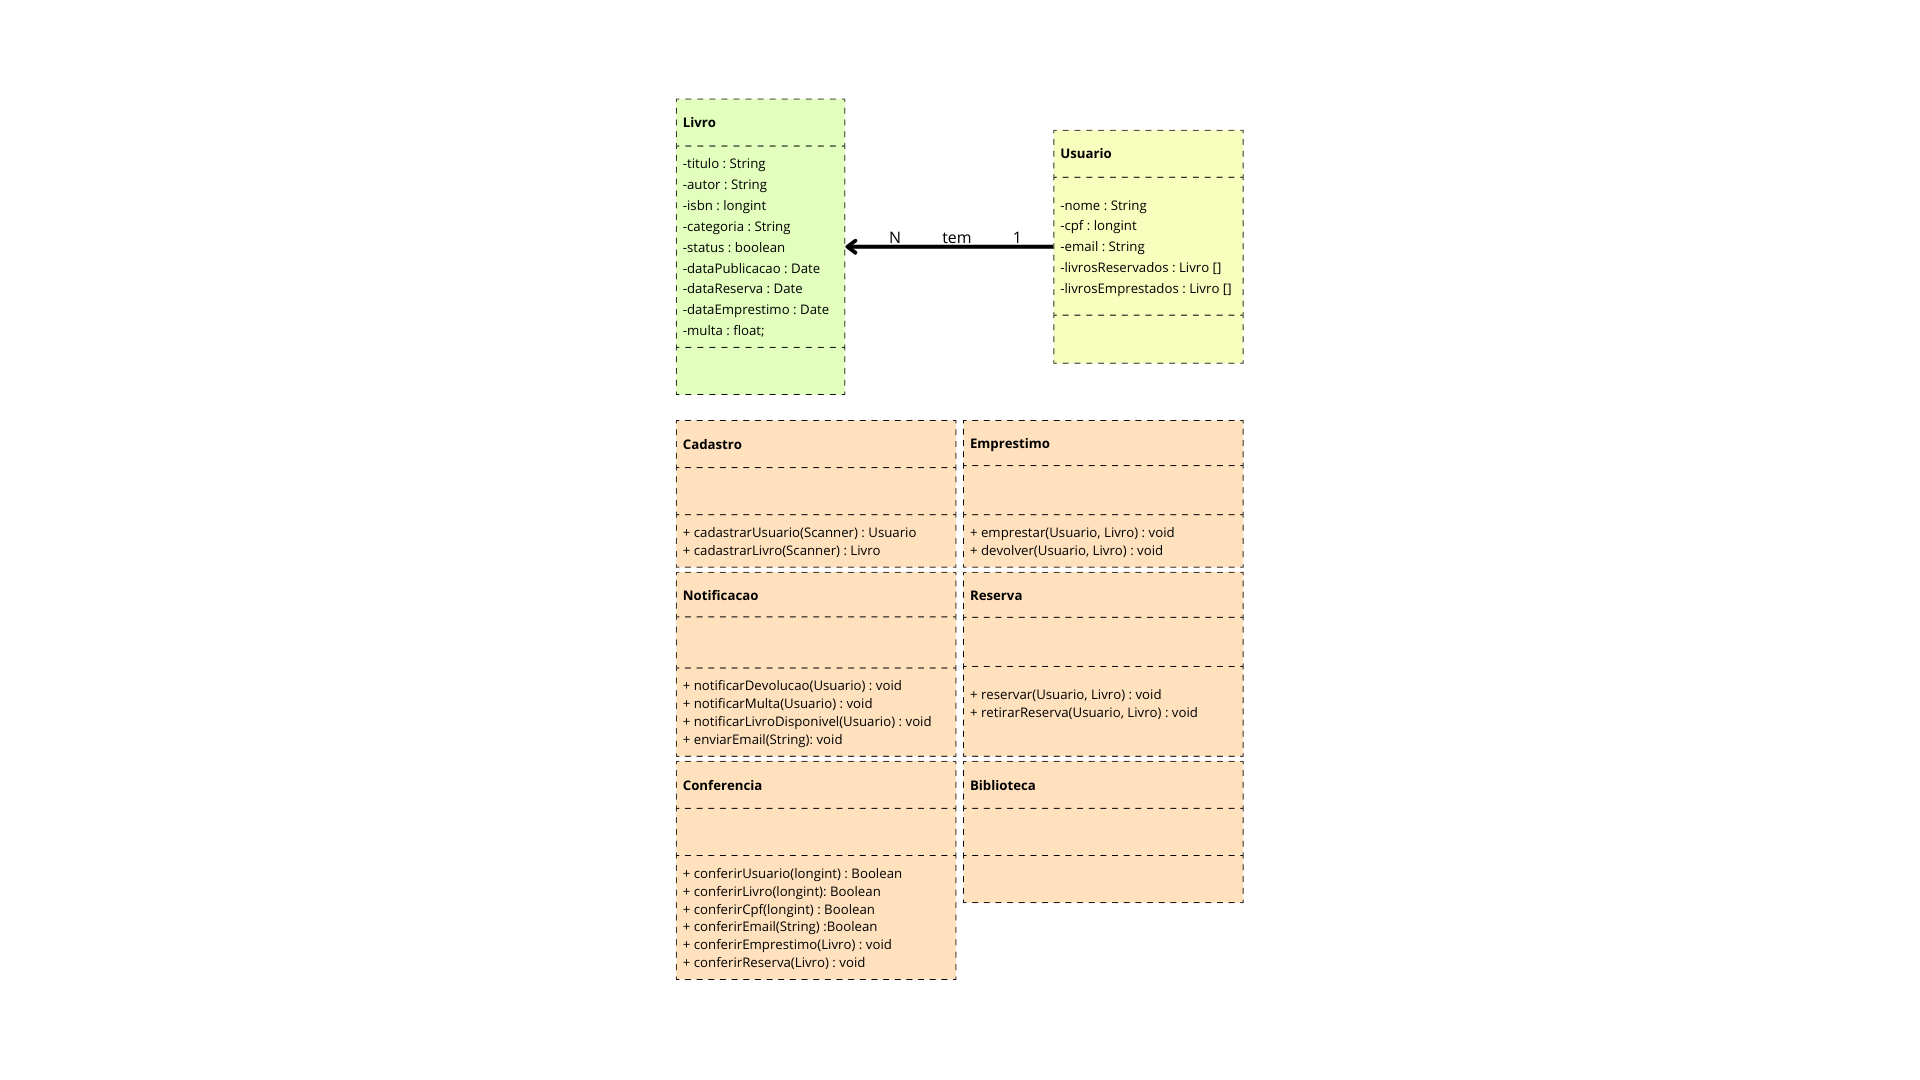 Livro
-titulo : String
-autor : String
-isbn : longint
-categoria : String
-status : boolean
-dataPublicacao : Date
-dataReserva : Date
-dataEmprestimo : Date
-multa : float;
N tem 1
Usuario
-nome : String
-cpf : longint
-email : String
-livrosReservados : Livro []
-livrosEmprestados : Livro []
Cadastro
+ cadastrarUsuario(Scanner) : Usuario
+ cadastrarLivro(Scanner) : Livro
Emprestimo
+ emprestar(Usuario, Livro) : void
+ devolver(Usuario, Livro) : void
Notificacao
+ notificarDevolucao(Usuario) : void
+ notificarMulta(Usuario) : void
+ notificarLivroDisponivel(Usuario) : void
+ enviarEmail(String): void
Reserva
+ reservar(Usuario, Livro) : void
+ retirarReserva(Usuario, Livro) : void
Conferencia
+ conferirUsuario(longint) : Boolean
+ conferirLivro(longint): Boolean
+ conferirCpf(longint) : Boolean
+ conferirEmail(String) :Boolean
+ conferirEmprestimo(Livro) : void
+ conferirReserva(Livro) : void
Biblioteca